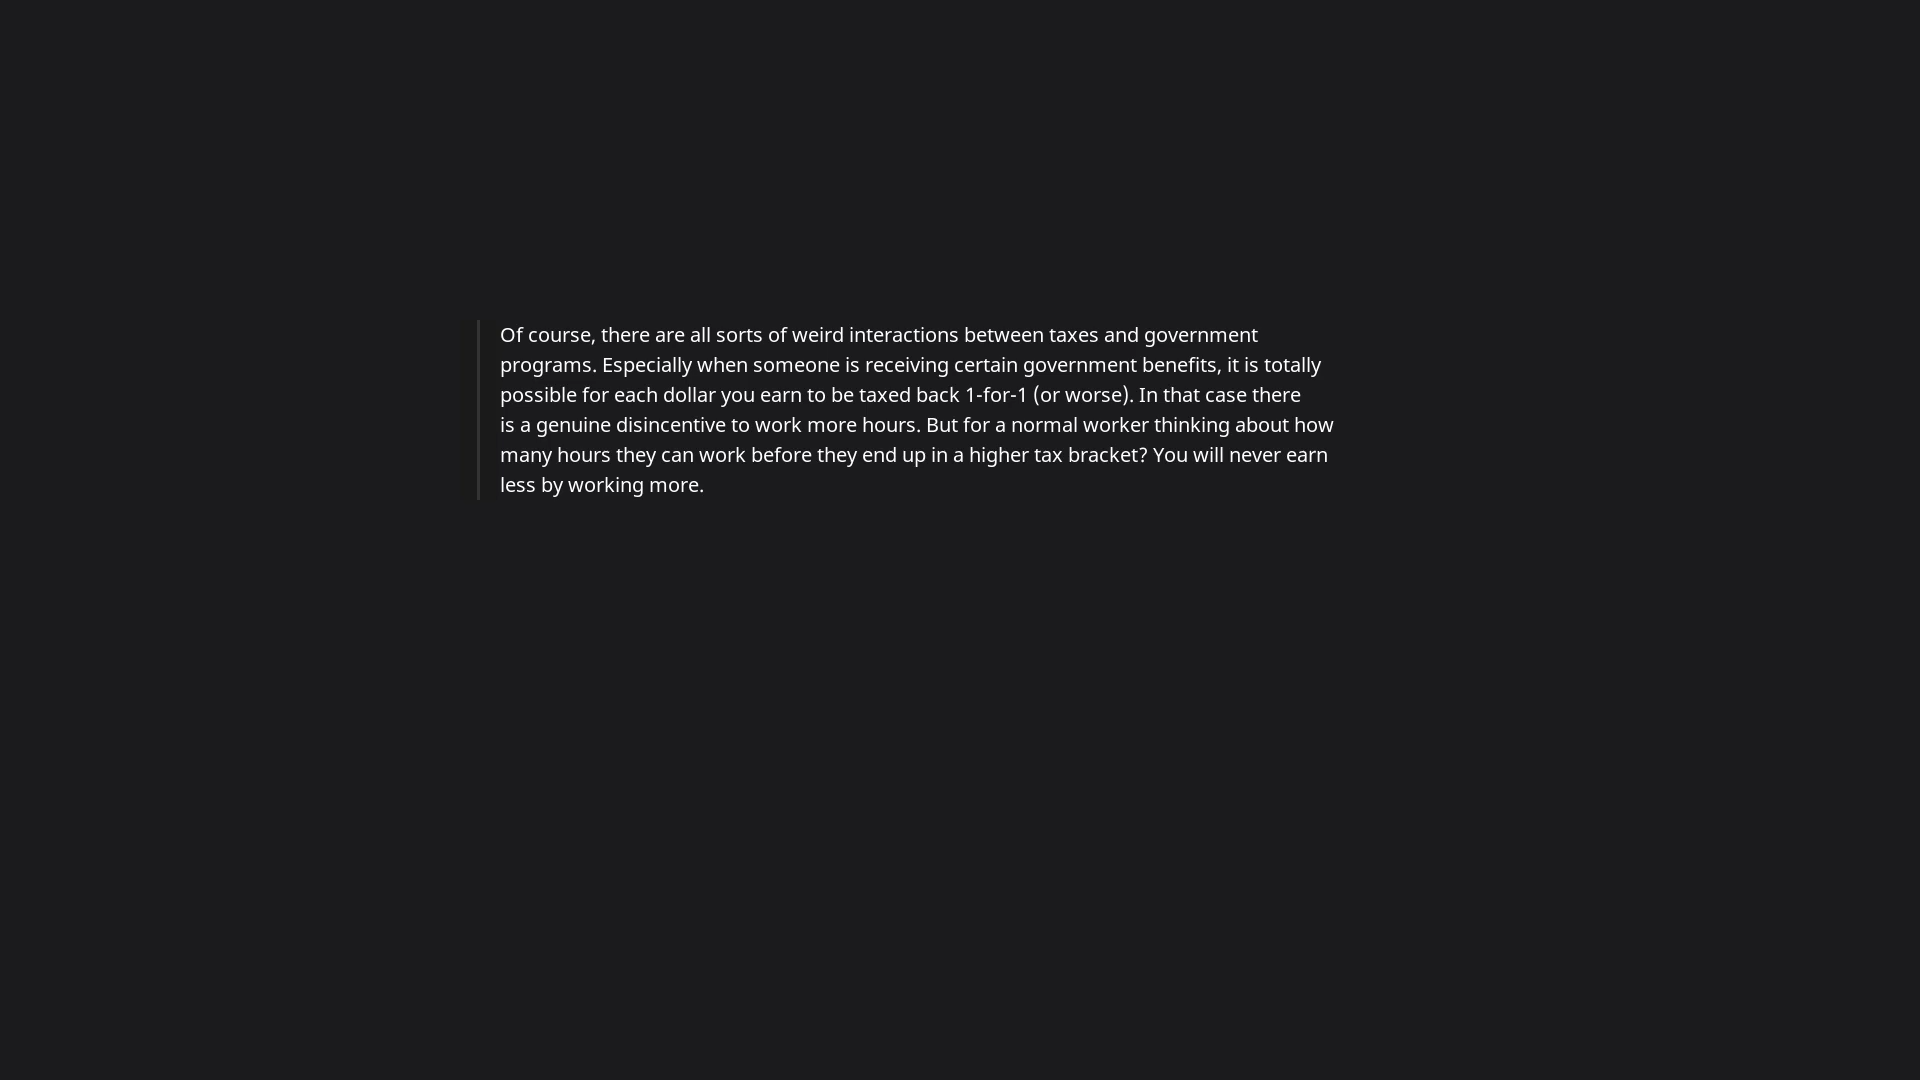 Of course, there are all sorts of weird interactions between taxes and government
programs. Especially when someone is receiving certain government benefits, it is totally
possible for each dollar you earn to be taxed back 1-for-1 (or worse). In that case there
is a genuine disincentive to work more hours. But for a normal worker thinking about how
many hours they can work before they end up in a higher tax bracket? You will never earn
less by working more.